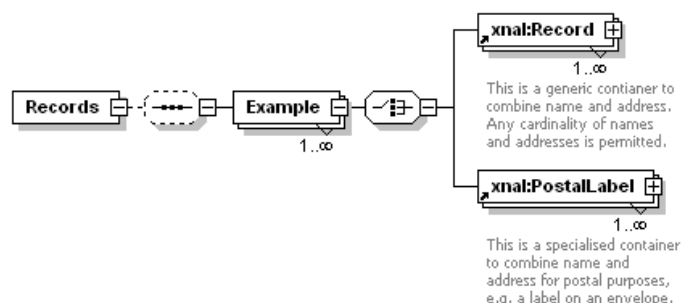 xnal:Record
1..∞
This is a generic contianer to
combine name and address.
Any cardinality of names
and addresses is permitted.
Records
Example
1..∞
xnal:PostalLabel
1..∞
This is a specialised container
to combine name and
address for postal purposes,
e.g. a label on an envelope.